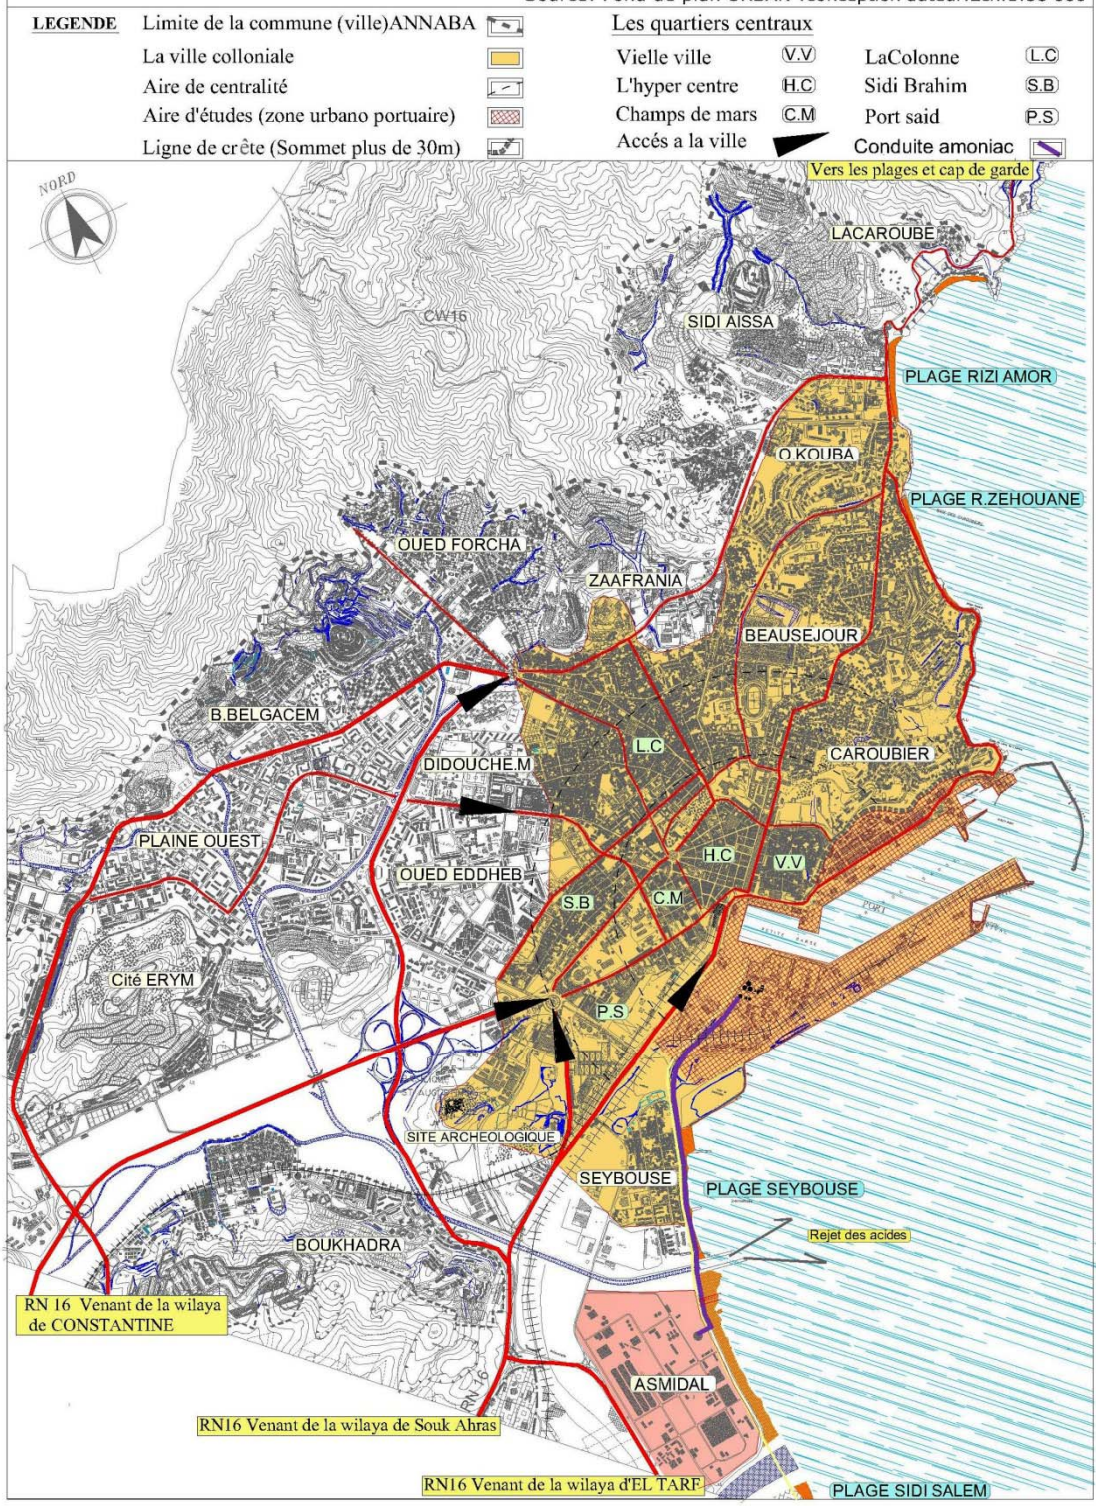 LEGENDE
Limite de la commune (ville)ANNABA
La ville colloniale
Aire de centralité
Aire d'études (zone urbano portuaire)
Ligne de crête (Sommet plus de 30m)
Les quartiers centraux
Vielle ville V.V
L'hyper centre H.C
Champs de mars C.M
Accés a la ville
LaColonne L.C
Sidi Brahim S.B
Port said P.S
Conduite amoniac
NORD
Vers les plages et cap de garde
LACAROUBE
CW16
SIDI AISSA
PLAGE RIZI AMOR
O.KOUBA
PLAGE R.ZEHOUANE
OUED FORCHA
ZAAFRANIA
BEAUSEJOUR
B.BELGACEM
L.C
CAROUBIER
DIDOUCHE.M
PLAINE OUEST
H.C
V.V
OUED EDDHEB
S.B
C.M
PORT
PETITE DARSE
Cité ERYM
P.S
SITE ARCHEOLOGIQUE
SEYBOUSE
PLAGE SEYBOUSE
Rejet des acides
BOUKHADRA
RN 16 Venant de la wilaya
de CONSTANTINE
ASMIDAL
RN 16
RN16 Venant de la wilaya de Souk Ahras
RN16 Venant de la wilaya d'EL TARF
PLAGE SIDI SALEM